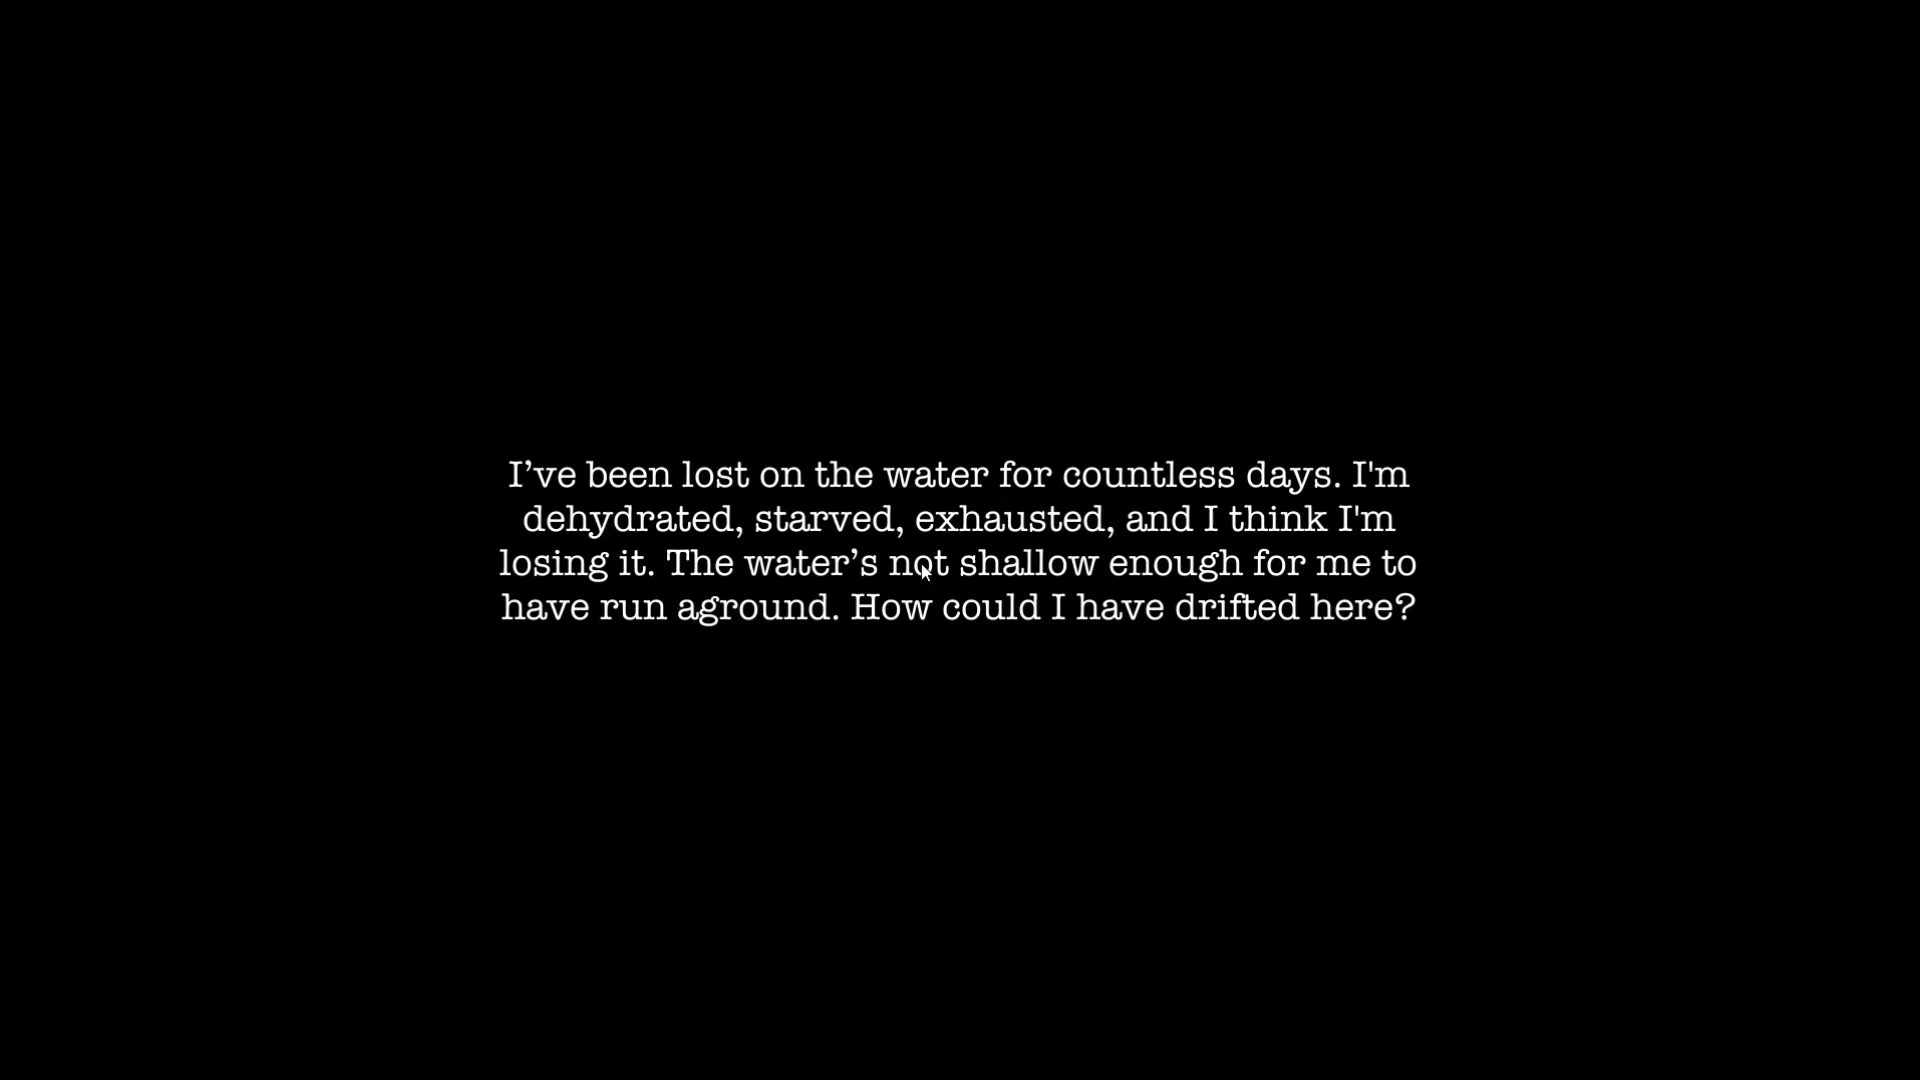 I’ve been lost on the water for countless days. I'm
dehydrated, starved, exhausted, and I think I'm
losing it. The water’s not shallow enough for me to
have run aground. How could I have drifted here?